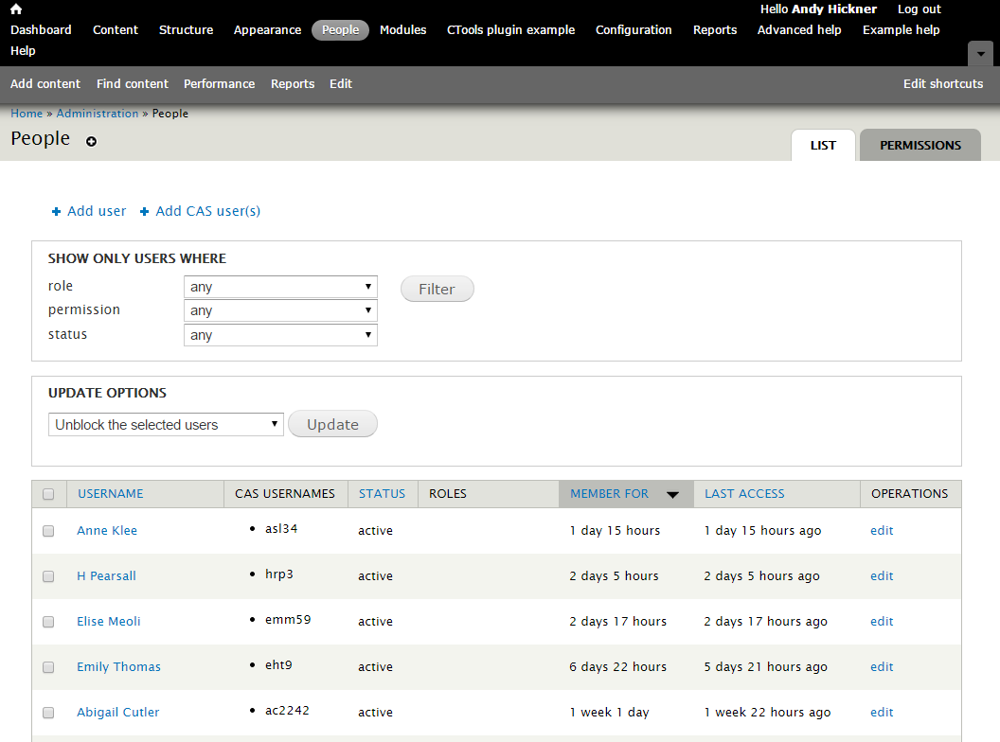 Hello Andy Hickner Log out
Dashboard Content Structure Appearance People Modules CTools plugin example Configuration Reports Advanced help Example help
Help
Add content Find content Performance Reports Edit Edit shortcuts
Home » Administration » People
People
LIST PERMISSIONS
Add user Add CAS user(s)
SHOW ONLY USERS WHERE
role any Filter
permission any
status any
UPDATE OPTIONS
Unblock the selected users Update
USERNAME CAS USERNAMES STATUS ROLES MEMBER FOR LAST ACCESS OPERATIONS
Anne Klee • asl34 active 1 day 15 hours 1 day 15 hours ago edit
H Pearsall • hrp3 active 2 days 5 hours 2 days 5 hours ago edit
Elise Meoli • emm59 active 2 days 17 hours 2 days 17 hours ago edit
Emily Thomas • eht9 active 6 days 22 hours 5 days 21 hours ago edit
Abigail Cutler • ac2242 active 1 week 1 day 1 week 22 hours ago edit